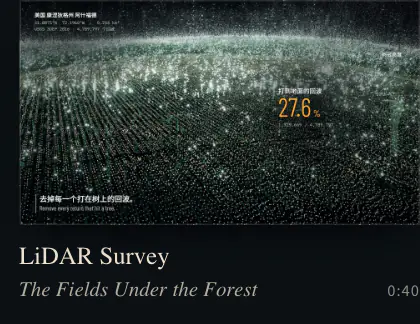 美国 康涅狄格州 阿什福德
打到地面的回波
27.6 %
去掉每一个打在树上的回波。
Remove every return that hit a tree.
LiDAR Survey
The Fields Under the Forest
0:40